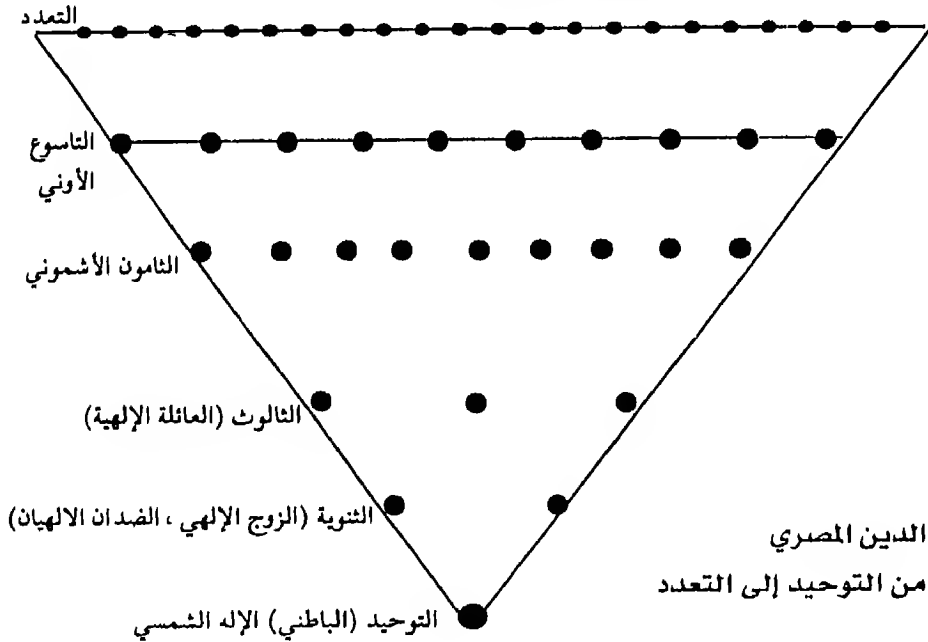 التعدد
التاسوع
الأوني
الثامون الأشموني
الثالوث (العائلة الإلهية)
الثنوية (الزوج الإلهي ، الضدان الالهيان)
الدين المصري
من التوحيد إلى التعدد
التوحيد (الباطني) الإله الشمسي